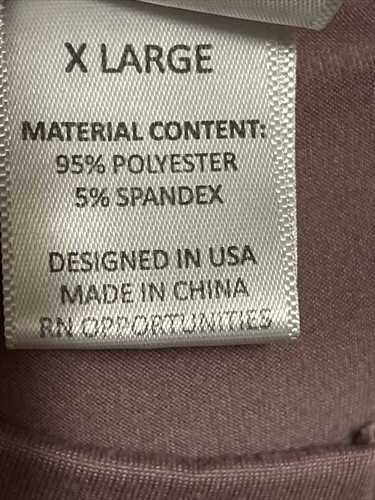 X LARGE
MATERIAL CONTENT:
95% POLYESTER
5% SPANDEX
DESIGNED IN USA
MADE IN CHINA
RN OPPORTUNITIES